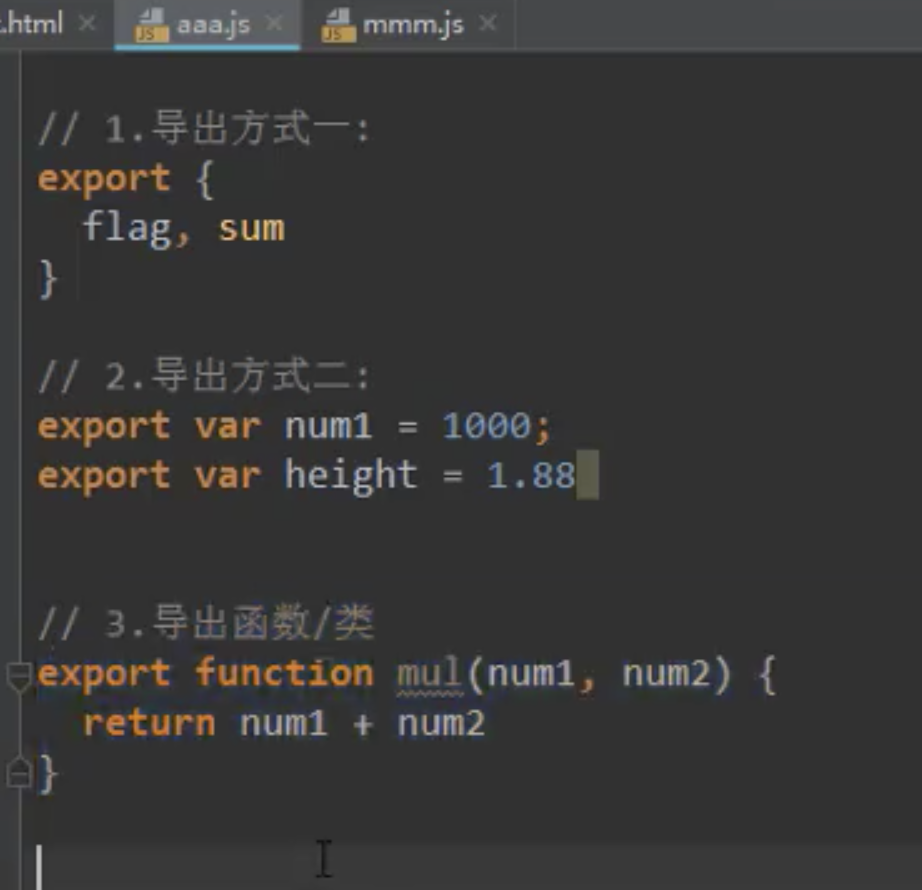 .html × JS aaa.js × JS mmm.js ×
// 1.导出方式一:
export {
  flag, sum
}
// 2.导出方式二:
export var num1 = 1000;
export var height = 1.88
// 3.导出函数/类
export function mul(num1, num2) {
  return num1 + num2
}